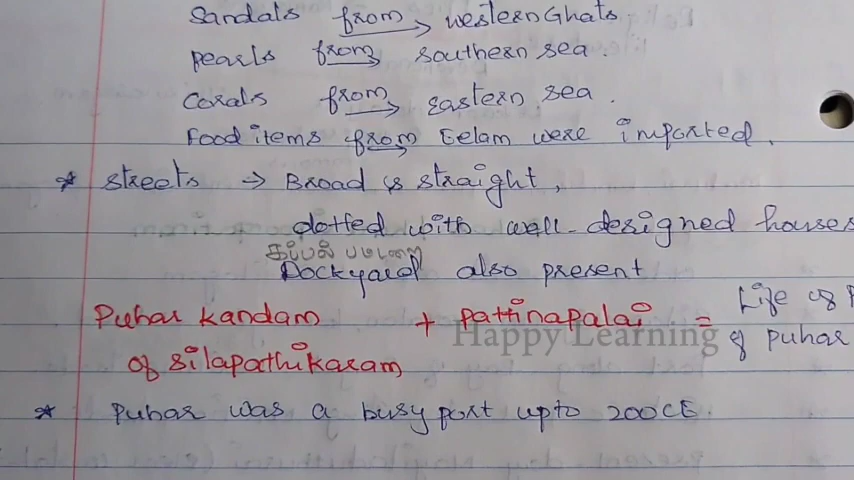 Sandals from → Western Ghats.
Pearls from → southern sea.
Corals from → eastern sea.
Food items from → Eelam were imported.
* Streets → Broad & straight,
dotted with well-designed houses
கப்பல் பட்டறை
Dockyard also present
Puhar kandam + Pattinapalai = Life of P
of Silapathikaram of puhar
Happy Learning
* Puhar was a busy port upto 200CE.